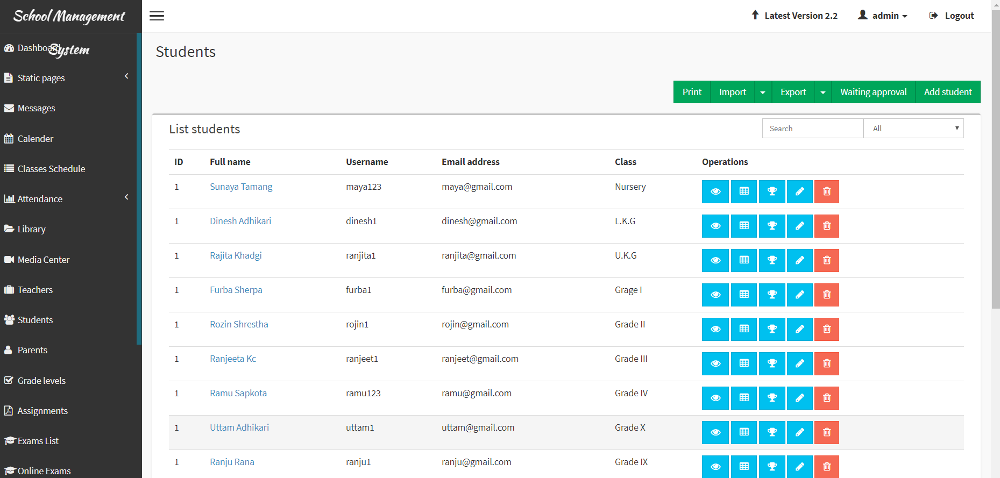 School Management
System
Latest Version 2.2 admin Logout
Dashboard
Static pages
Messages
Calender
Classes Schedule
Attendance
Library
Media Center
Teachers
Students
Parents
Grade levels
Assignments
Exams List
Online Exams
Students
Print Import Export Waiting approval Add student
List students
Search All
ID Full name Username Email address Class Operations
1 Sunaya Tamang maya123 maya@gmail.com Nursery
1 Dinesh Adhikari dinesh1 dinesh@gmail.com L.K.G
1 Rajita Khadgi ranjita1 ranjita@gmail.com U.K.G
1 Furba Sherpa furba1 furba@gmail.com Grage I
1 Rozin Shrestha rojin1 rojin@gmail.com Grade II
1 Ranjeeta Kc ranjeet1 ranjeet@gmail.com Grade III
1 Ramu Sapkota ramu123 ramu@gmail.com Grade IV
1 Uttam Adhikari uttam1 uttam@gmail.com Grade X
1 Ranju Rana ranju1 ranju@gmail.com Grade IX